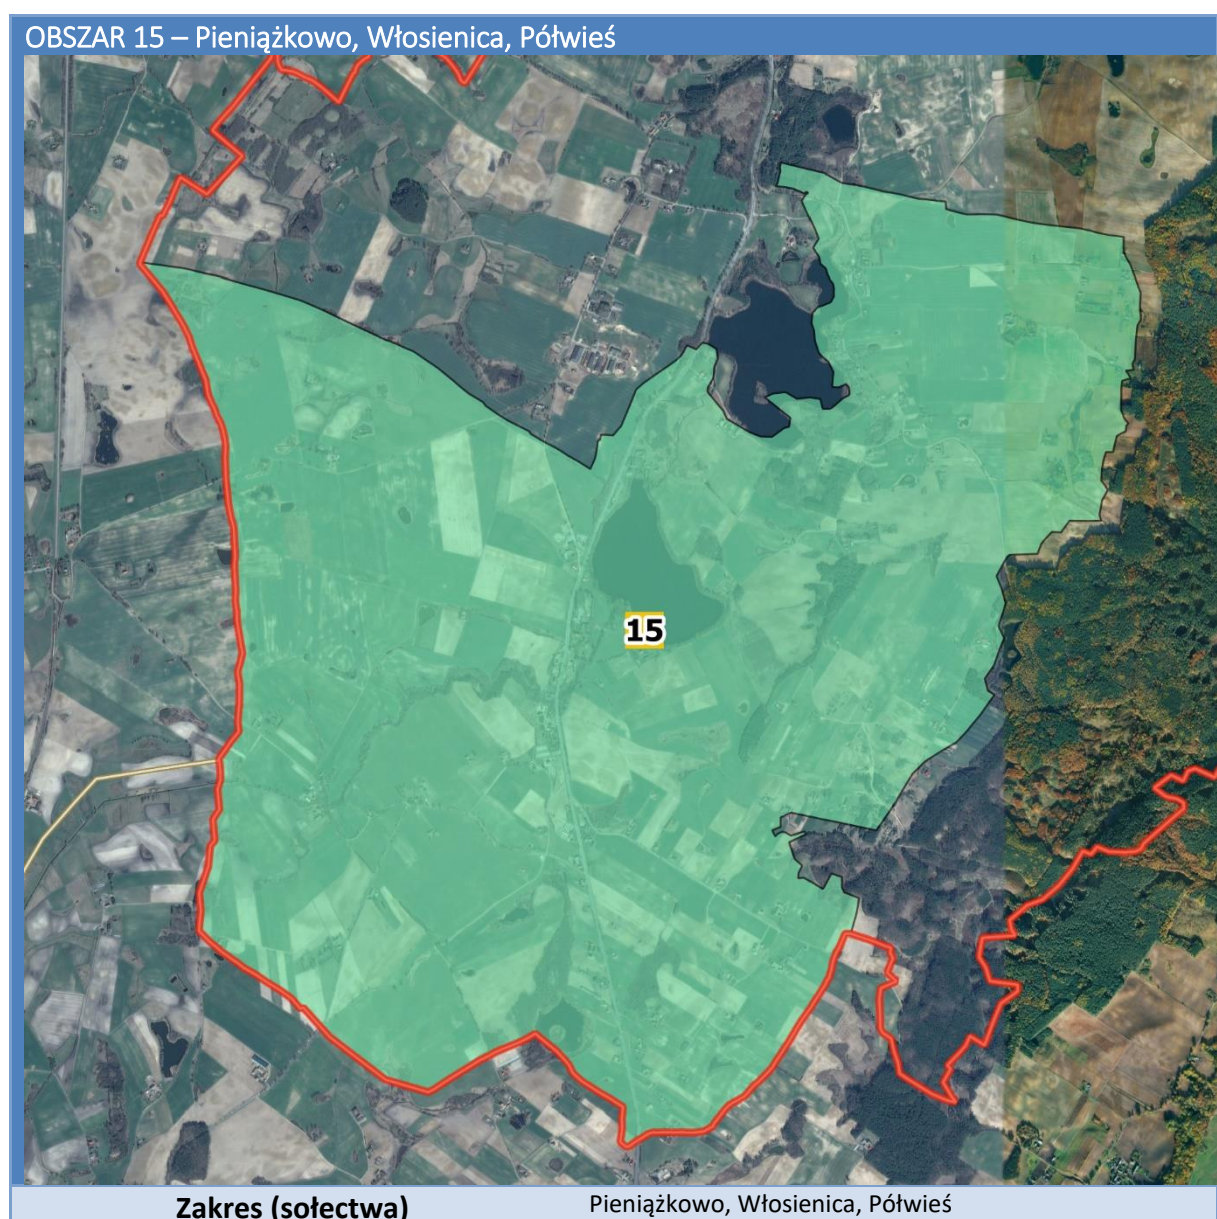 OBSZAR 15 – Pieniążkowo, Włosienica, Półwieś
15
Zakres (sołectwa) Pieniążkowo, Włosienica, Półwieś